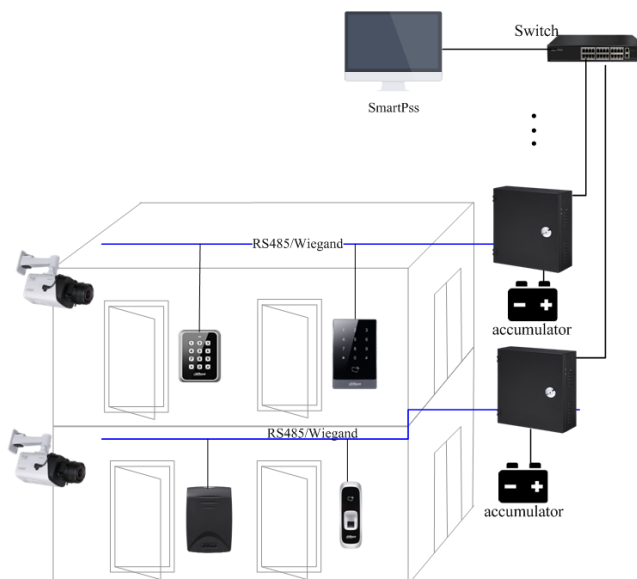 Switch
SmartPss
RS485/Wiegand
accumulator
RS485/Wiegand
accumulator